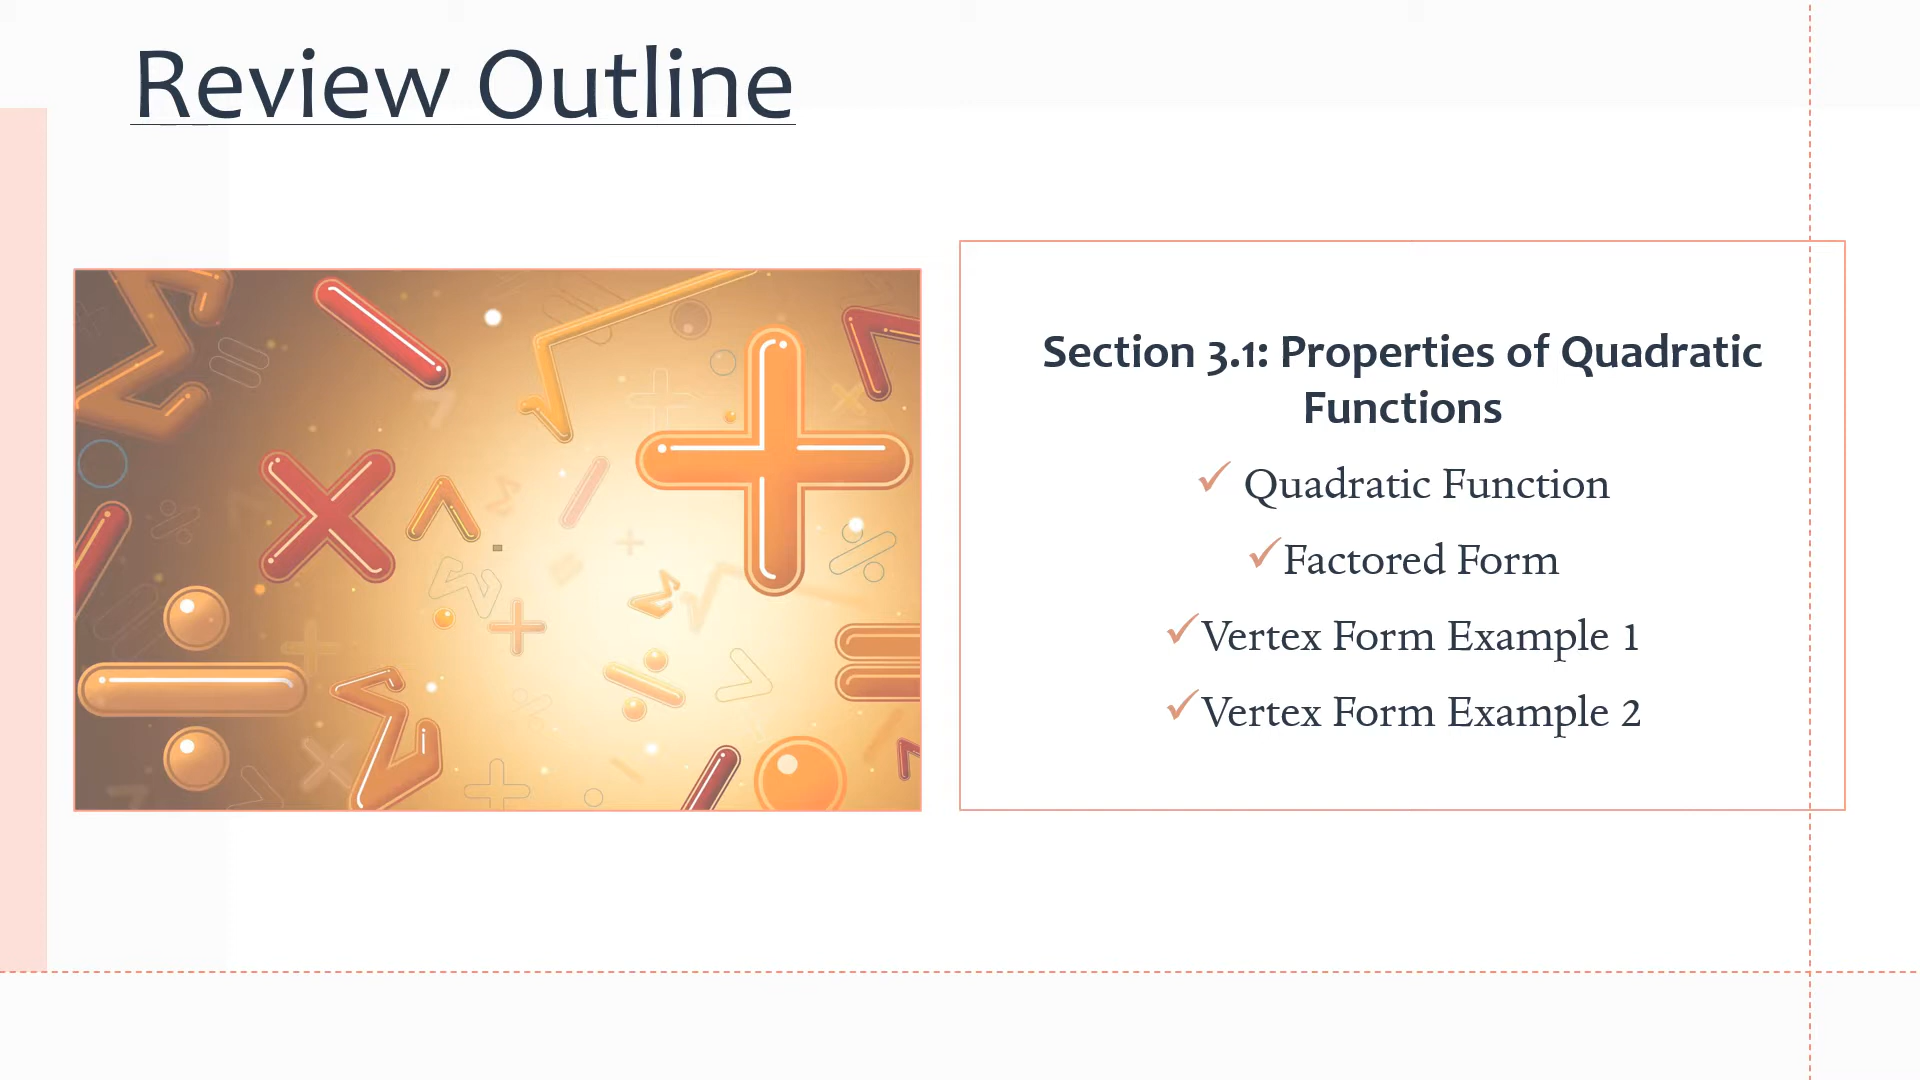 Review Outline
Section 3.1: Properties of Quadratic
Functions
✓ Quadratic Function
✓Factored Form
✓Vertex Form Example 1
✓Vertex Form Example 2